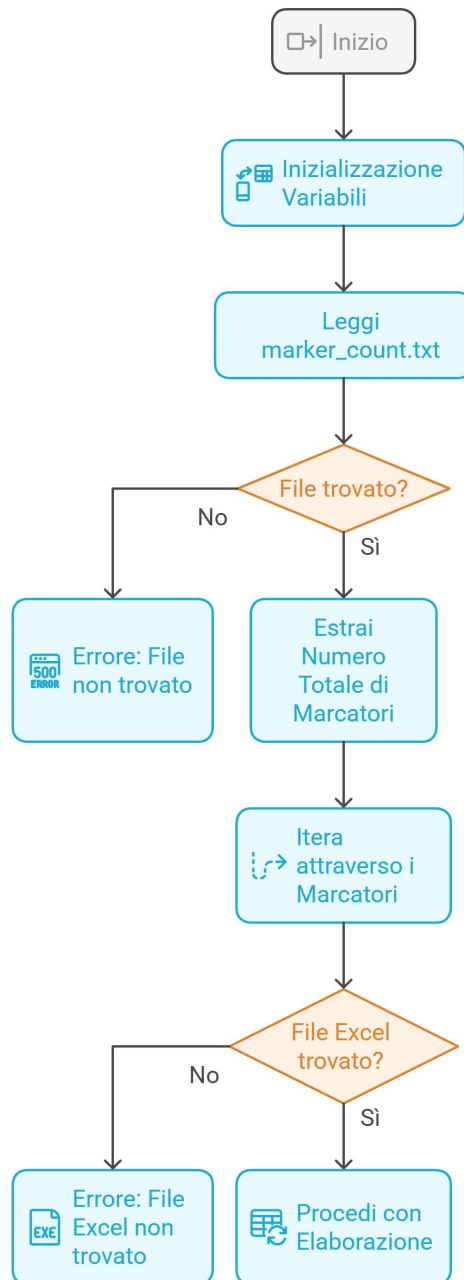 Inizio
Inizializzazione
Variabili
Leggi
marker_count.txt
File trovato?
No
Sì
500
ERROR
Errore: File
non trovato
Estrai
Numero
Totale di
Marcatori
Itera
attraverso i
Marcatori
File Excel
trovato?
No
Sì
EXE
Errore: File
Excel non
trovato
Procedi con
Elaborazione